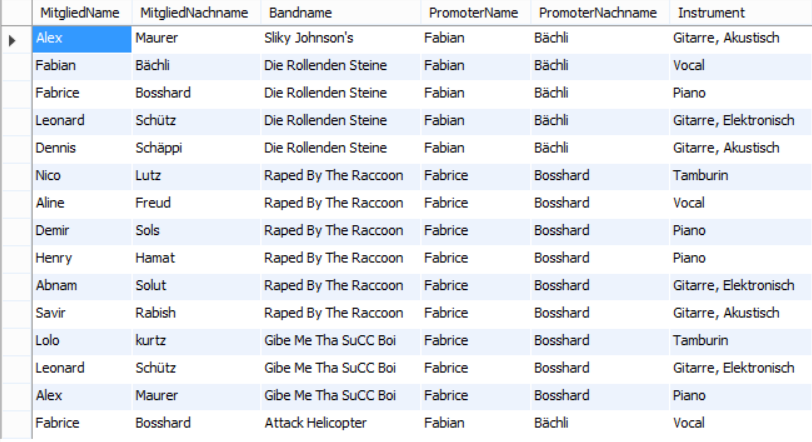 MitgliedName MitgliedNachname Bandname PromoterName PromoterNachname Instrument
Alex Maurer Sliky Johnson's Fabian Bächli Gitarre, Akustisch
Fabian Bächli Die Rollenden Steine Fabian Bächli Vocal
Fabrice Bosshard Die Rollenden Steine Fabian Bächli Piano
Leonard Schütz Die Rollenden Steine Fabian Bächli Gitarre, Elektronisch
Dennis Schäppi Die Rollenden Steine Fabian Bächli Gitarre, Akustisch
Nico Lutz Raped By The Raccoon Fabrice Bosshard Tamburin
Aline Freud Raped By The Raccoon Fabrice Bosshard Vocal
Demir Sols Raped By The Raccoon Fabrice Bosshard Piano
Henry Hamat Raped By The Raccoon Fabrice Bosshard Piano
Abnam Solut Raped By The Raccoon Fabrice Bosshard Gitarre, Elektronisch
Savir Rabish Raped By The Raccoon Fabrice Bosshard Gitarre, Akustisch
Lolo kurtz Gibe Me Tha SuCC Boi Fabrice Bosshard Tamburin
Leonard Schütz Gibe Me Tha SuCC Boi Fabrice Bosshard Gitarre, Elektronisch
Alex Maurer Gibe Me Tha SuCC Boi Fabrice Bosshard Piano
Fabrice Bosshard Attack Helicopter Fabian Bächli Vocal